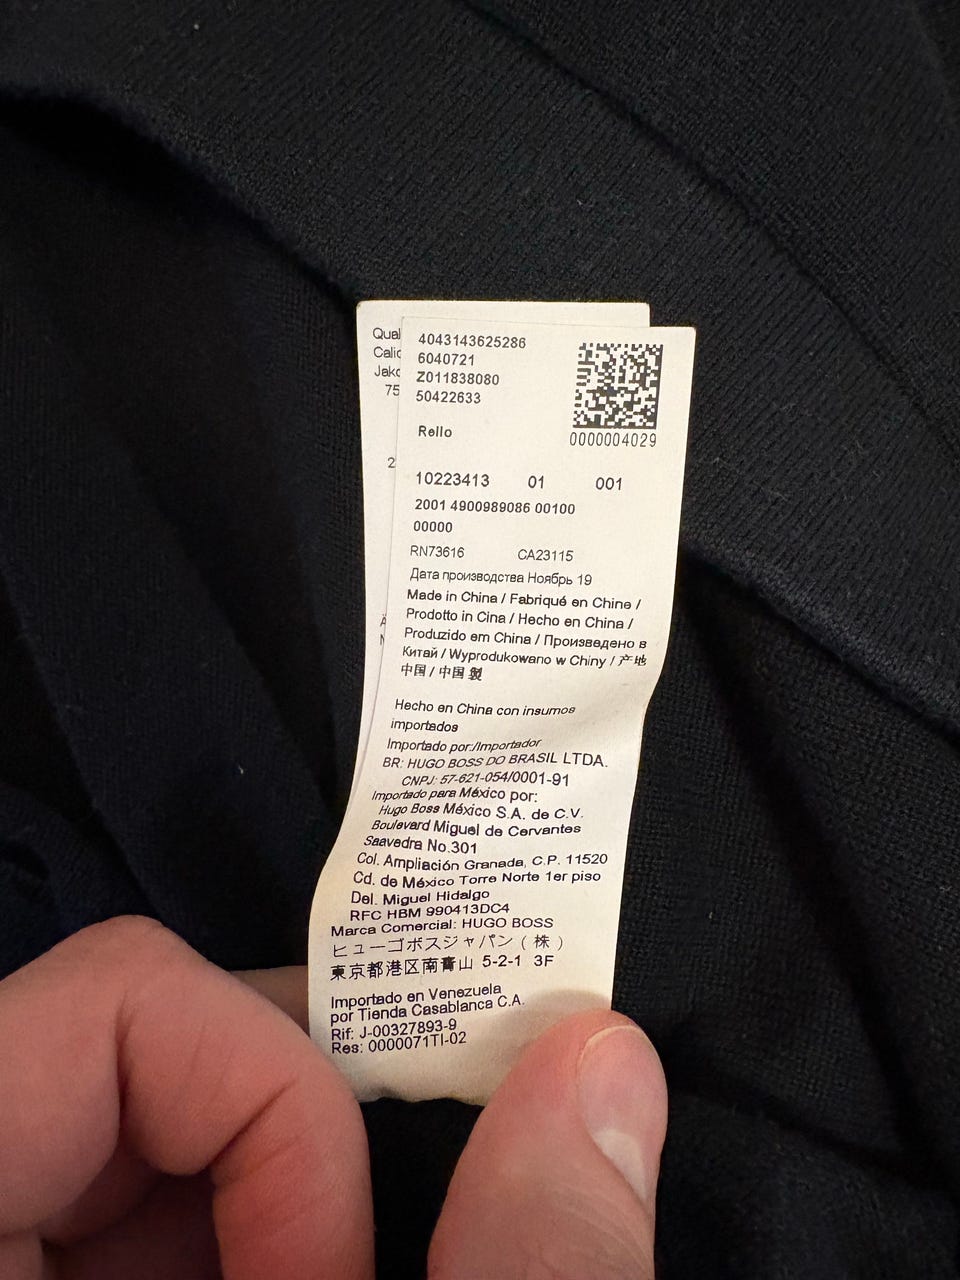 Qual
Calic
Jako
75
2
4043143625286
6040721
Z011838080
50422633
0000004029
Rello
10223413 01 001
2001 4900989086 00100
00000
RN73616 CA23115
Дата производства Ноябрь 19
Made in China / Fabriqué en Chine /
Prodotto in Cina / Hecho en China /
Produzido em China / Произведено в
Китай / Wyprodukowano w Chiny / 产地
中国 / 中国 製
Hecho en China con insumos
importados
Importado por:/Importador
BR: HUGO BOSS DO BRASIL LTDA.
CNPJ: 57-621-054/0001-91
Importado para México por:
Hugo Boss México S.A. de C.V.
Boulevard Miguel de Cervantes
Saavedra No.301
Col. Ampliación Granada, C.P. 11520
Cd. de México Torre Norte 1er piso
Del. Miguel Hidalgo
RFC HBM 990413DC4
Marca Comercial: HUGO BOSS
ヒューゴボスジャパン（株）
東京都港区南青山 5-2-1 3F
Importado en Venezuela
por Tienda Casablanca C.A.
Rif: J-00327893-9
Res: 0000071TI-02